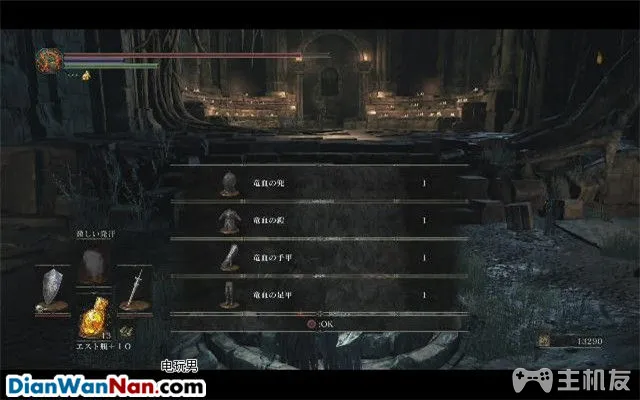 竜血の兜 1
竜血の鎧 1
竜血の手甲 1
竜血の足甲 1
:OK
激しい発汗
13
エスト瓶+10
13290
电玩男
DianWanNan.com
主机友